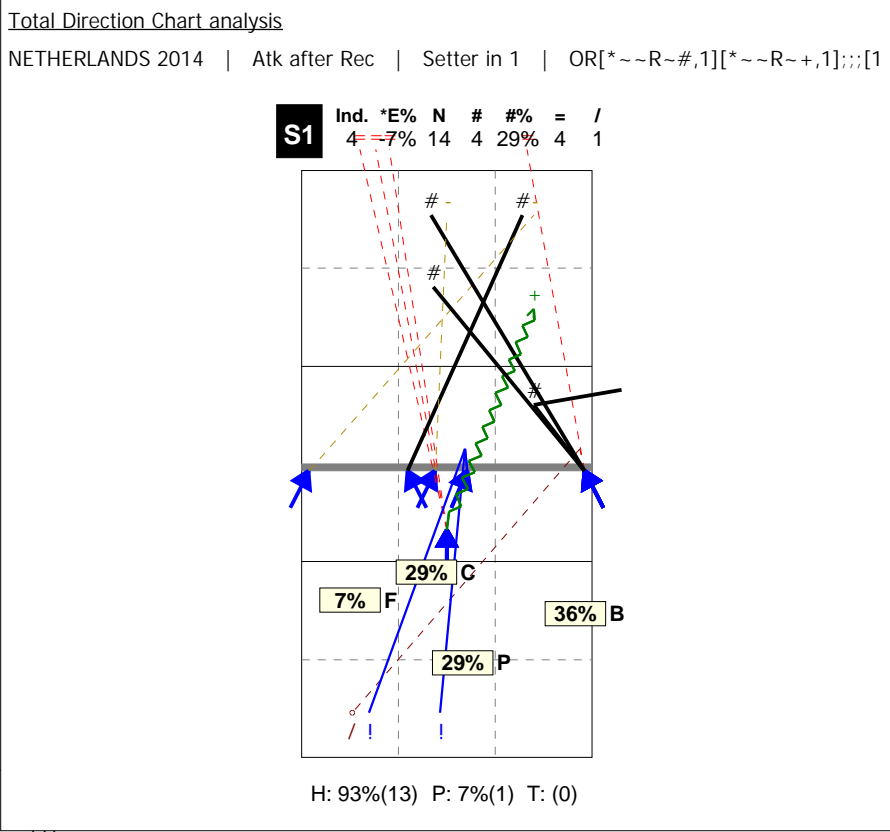 Total Direction Chart analysis
NETHERLANDS 2014 | Atk after Rec | Setter in 1 | OR[*~~R~#,1][*~~R~+,1];;;[1
S1 Ind. *E% N # #% = /
4 -7% 14 4 29% 4 1
# - # -
#
+
#
29% C
7% F
36% B
29% P
/ ! !
H: 93%(13) P: 7%(1) T: (0)